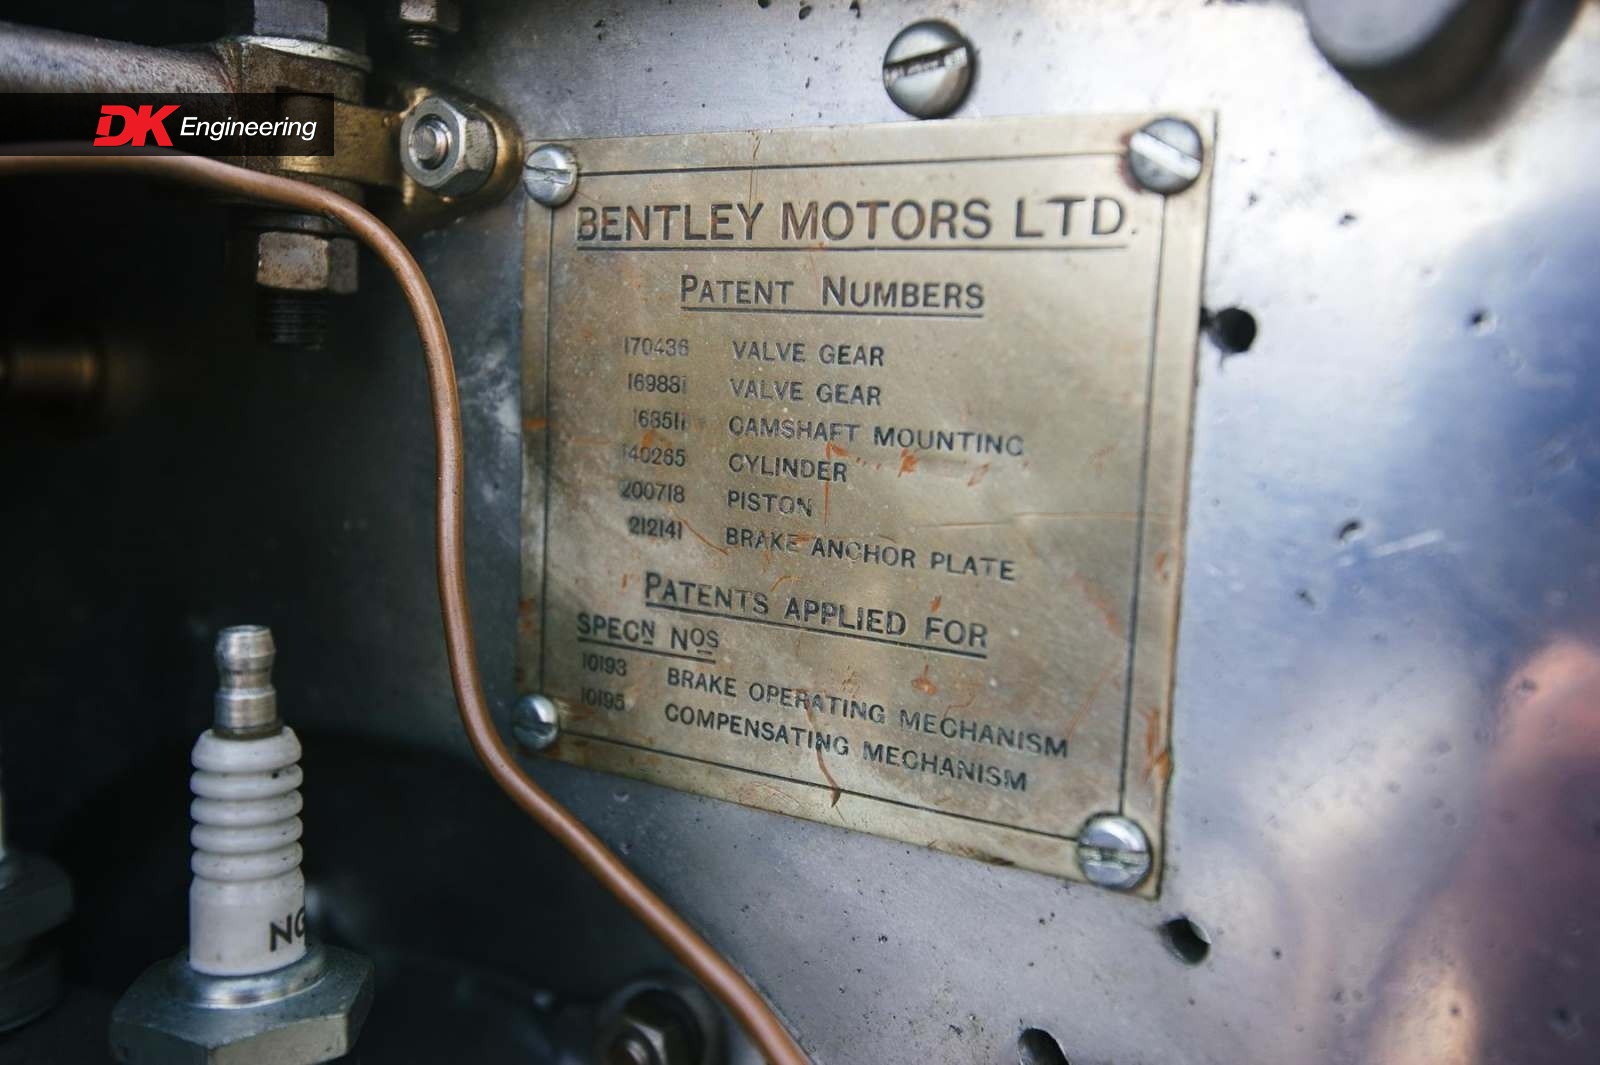 DK Engineering
BENTLEY MOTORS LTD.
PATENT NUMBERS
170436 VALVE GEAR
169881 VALVE GEAR
168511 CAMSHAFT MOUNTING
140265 CYLINDER
200718 PISTON
212141 BRAKE ANCHOR PLATE
PATENTS APPLIED FOR
SPECN NOS
10193 BRAKE OPERATING MECHANISM
10195 COMPENSATING MECHANISM
NG